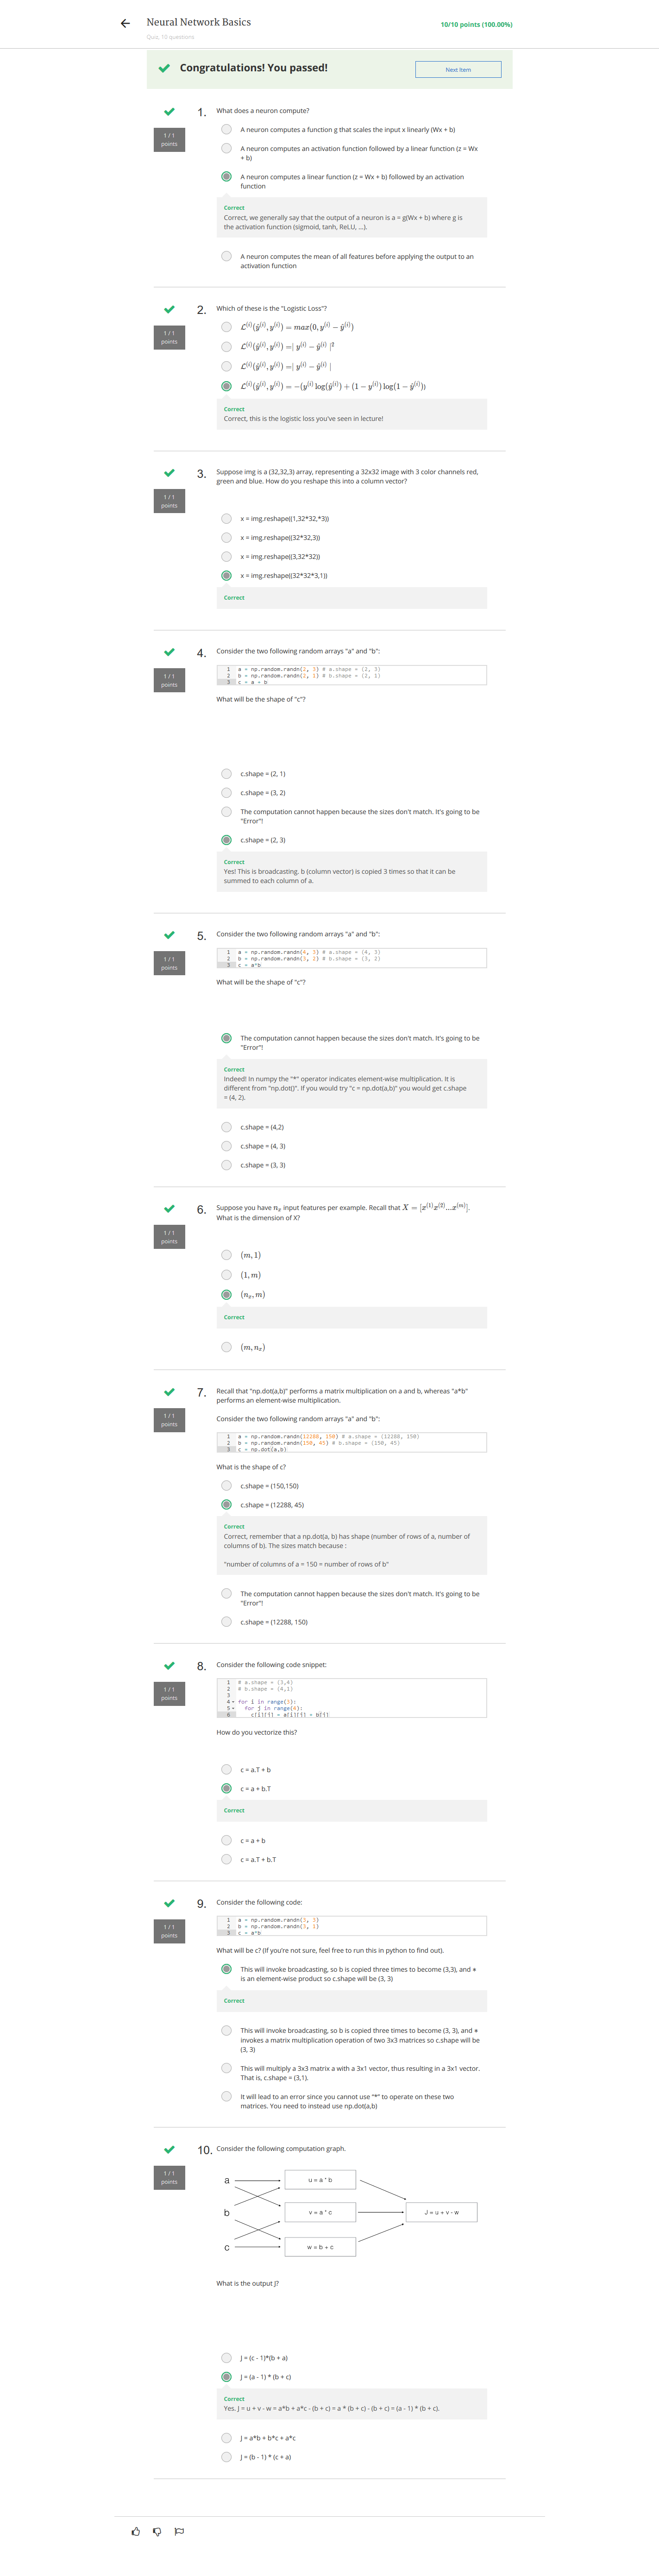 Neural Network Basics
10/10 points (100.00%)
Quiz, 10 questions
Congratulations! You passed!
Next Item
1 / 1
points
1.
What does a neuron compute?
A neuron computes a function g that scales the input x linearly (Wx + b)
A neuron computes an activation function followed by a linear function (z = Wx
+ b)
A neuron computes a linear function (z = Wx + b) followed by an activation
function
Correct
Correct, we generally say that the output of a neuron is a = g(Wx + b) where g is
the activation function (sigmoid, tanh, ReLU, ...).
A neuron computes the mean of all features before applying the output to an
activation function
1 / 1
points
2.
Which of these is the "Logistic Loss"?
ℒ^(i)(ŷ^(i), y^(i)) = max(0, y^(i) − ŷ^(i))
ℒ^(i)(ŷ^(i), y^(i)) =| y^(i) − ŷ^(i) |²
ℒ^(i)(ŷ^(i), y^(i)) =| y^(i) − ŷ^(i) |
ℒ^(i)(ŷ^(i), y^(i)) = −(y^(i) log(ŷ^(i)) + (1 − y^(i)) log(1 − ŷ^(i)))
Correct
Correct, this is the logistic loss you've seen in lecture!
1 / 1
points
3.
Suppose img is a (32,32,3) array, representing a 32x32 image with 3 color channels red,
green and blue. How do you reshape this into a column vector?
x = img.reshape((1,32*32,*3))
x = img.reshape((32*32,3))
x = img.reshape((3,32*32))
x = img.reshape((32*32*3,1))
Correct
1 / 1
points
4.
Consider the two following random arrays "a" and "b":
1 a = np.random.randn(2, 3) # a.shape = (2, 3)
2 b = np.random.randn(2, 1) # b.shape = (2, 1)
3 c = a + b
What will be the shape of "c"?
c.shape = (2, 1)
c.shape = (3, 2)
The computation cannot happen because the sizes don't match. It's going to be
"Error"!
c.shape = (2, 3)
Correct
Yes! This is broadcasting. b (column vector) is copied 3 times so that it can be
summed to each column of a.
1 / 1
points
5.
Consider the two following random arrays "a" and "b":
1 a = np.random.randn(4, 3) # a.shape = (4, 3)
2 b = np.random.randn(3, 2) # b.shape = (3, 2)
3 c = a*b
What will be the shape of "c"?
The computation cannot happen because the sizes don't match. It's going to be
"Error"!
Correct
Indeed! In numpy the "*" operator indicates element-wise multiplication. It is
different from "np.dot()". If you would try "c = np.dot(a,b)" you would get c.shape
= (4, 2).
c.shape = (4,2)
c.shape = (4, 3)
c.shape = (3, 3)
1 / 1
points
6.
Suppose you have n_x input features per example. Recall that X = [x^(1) x^(2)...x^(m)].
What is the dimension of X?
(m, 1)
(1, m)
(n_x, m)
Correct
(m, n_x)
1 / 1
points
7.
Recall that "np.dot(a,b)" performs a matrix multiplication on a and b, whereas "a*b"
performs an element-wise multiplication.
Consider the two following random arrays "a" and "b":
1 a = np.random.randn(12288, 150) # a.shape = (12288, 150)
2 b = np.random.randn(150, 45) # b.shape = (150, 45)
3 c = np.dot(a,b)
What is the shape of c?
c.shape = (150,150)
c.shape = (12288, 45)
Correct
Correct, remember that a np.dot(a, b) has shape (number of rows of a, number of
columns of b). The sizes match because :
"number of columns of a = 150 = number of rows of b"
The computation cannot happen because the sizes don't match. It's going to be
"Error"!
c.shape = (12288, 150)
1 / 1
points
8.
Consider the following code snippet:
1 # a.shape = (3,4)
2 # b.shape = (4,1)
3
4 for i in range(3):
5 for j in range(4):
6 c[i][j] = a[i][j] + b[j]
How do you vectorize this?
c = a.T + b
c = a + b.T
Correct
c = a + b
c = a.T + b.T
1 / 1
points
9.
Consider the following code:
1 a = np.random.randn(3, 3)
2 b = np.random.randn(3, 1)
3 c = a*b
What will be c? (If you're not sure, feel free to run this in python to find out).
This will invoke broadcasting, so b is copied three times to become (3,3), and *
is an element-wise product so c.shape will be (3, 3)
Correct
This will invoke broadcasting, so b is copied three times to become (3, 3), and *
invokes a matrix multiplication operation of two 3x3 matrices so c.shape will be
(3, 3)
This will multiply a 3x3 matrix a with a 3x1 vector, thus resulting in a 3x1 vector.
That is, c.shape = (3,1).
It will lead to an error since you cannot use "*" to operate on these two
matrices. You need to instead use np.dot(a,b)
1 / 1
points
10.
Consider the following computation graph.
a
u = a * b
b
v = a * c
J = u + v - w
c
w = b + c
What is the output J?
J = (c - 1)*(b + a)
J = (a - 1) * (b + c)
Correct
Yes. J = u + v - w = a*b + a*c - (b + c) = a * (b + c) - (b + c) = (a - 1) * (b + c).
J = a*b + b*c + a*c
J = (b - 1) * (c + a)